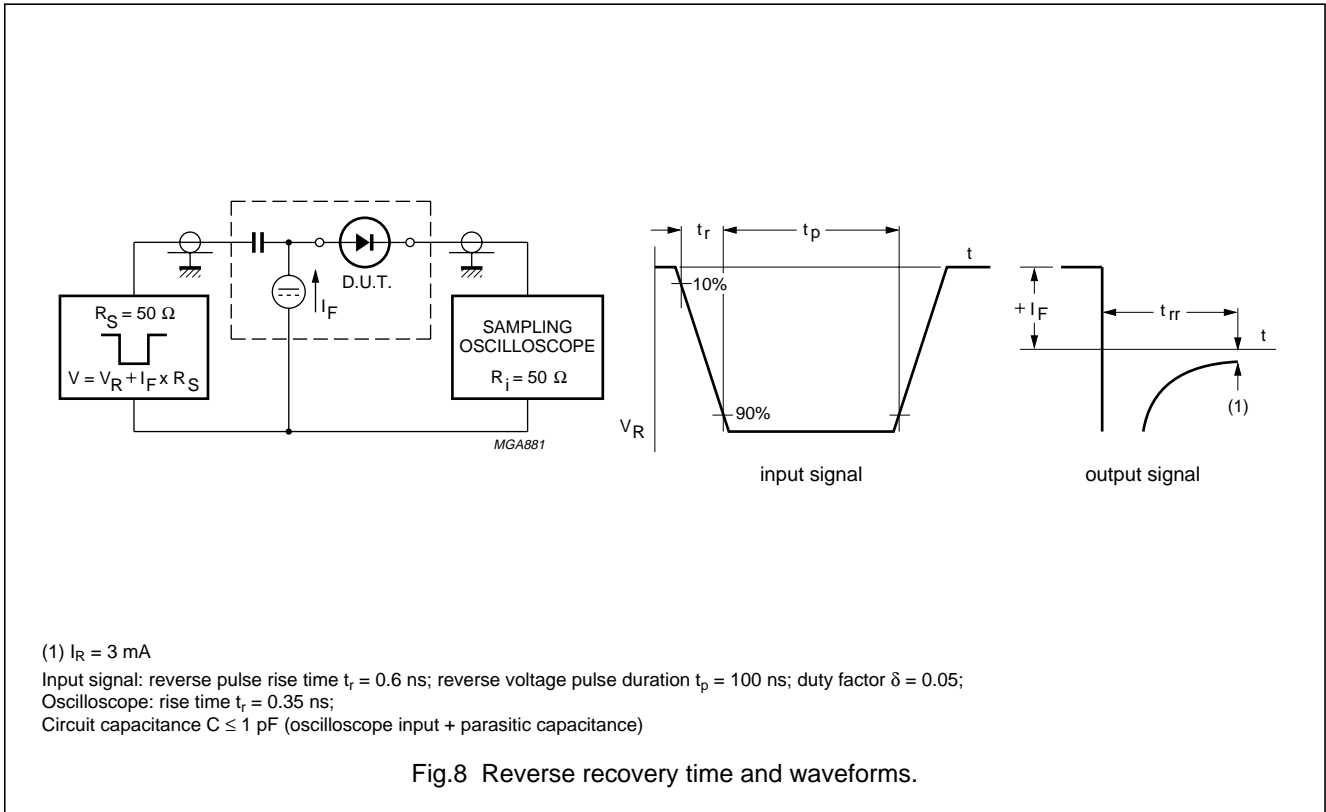 D.U.T.
I_F
R_S = 50 Ω
V = V_R + I_F x R_S
SAMPLING
OSCILLOSCOPE
R_i = 50 Ω
MGA881
t_r
t_p
t
10%
90%
V_R
input signal
+ I_F
t_rr
t
(1)
output signal
(1) I_R = 3 mA
Input signal: reverse pulse rise time t_r = 0.6 ns; reverse voltage pulse duration t_p = 100 ns; duty factor δ = 0.05;
Oscilloscope: rise time t_r = 0.35 ns;
Circuit capacitance C ≤ 1 pF (oscilloscope input + parasitic capacitance)
Fig.8 Reverse recovery time and waveforms.